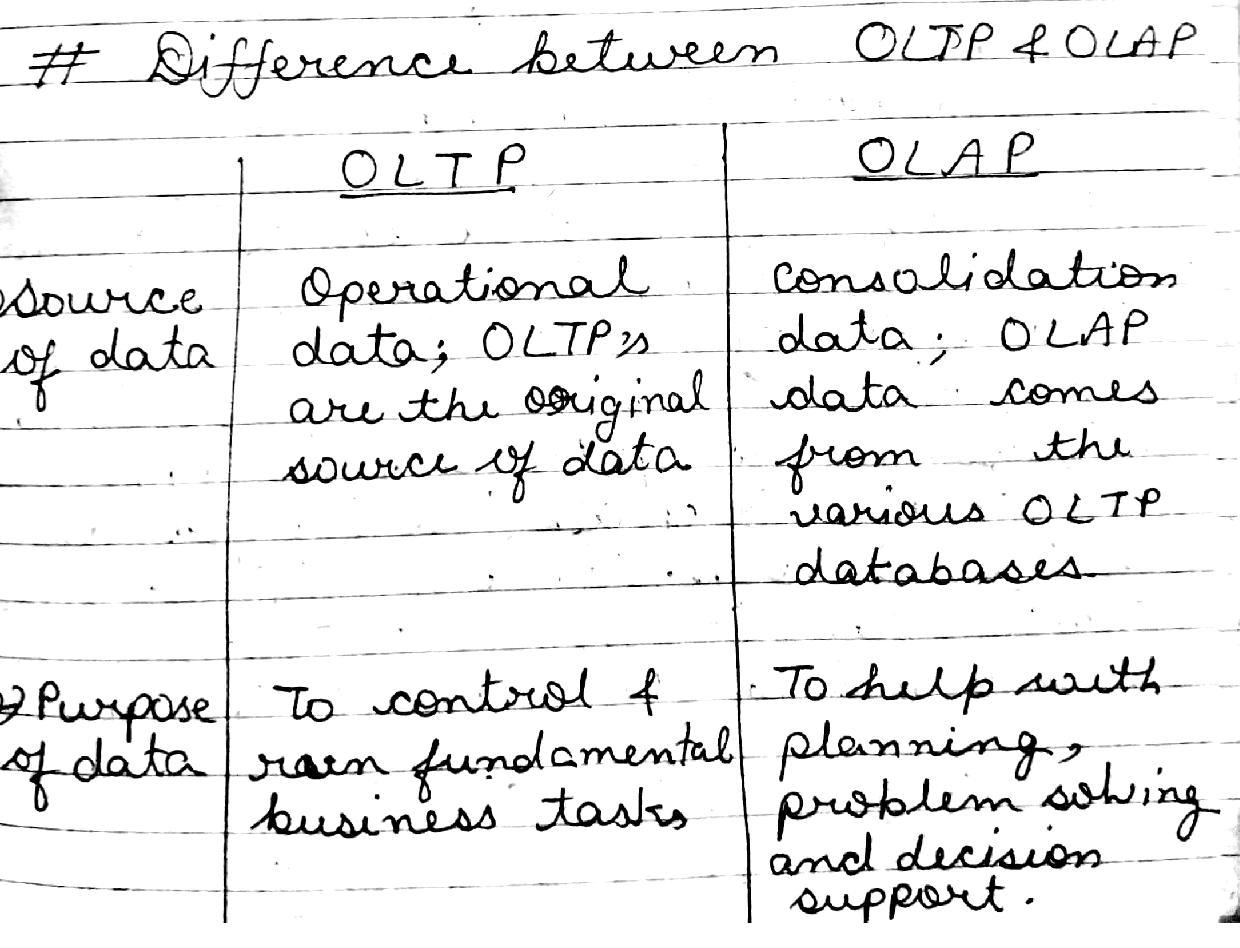 # Difference between OLTP & OLAP
OLTP OLAP
source
of data
Operational
data; OLTPs
are the original
source of data
consolidation
data; OLAP
data comes
from the
various OLTP
databases
Purpose
of data
To control &
fundamental
business tasks
To help with
planning,
problem solving
and decision
support.